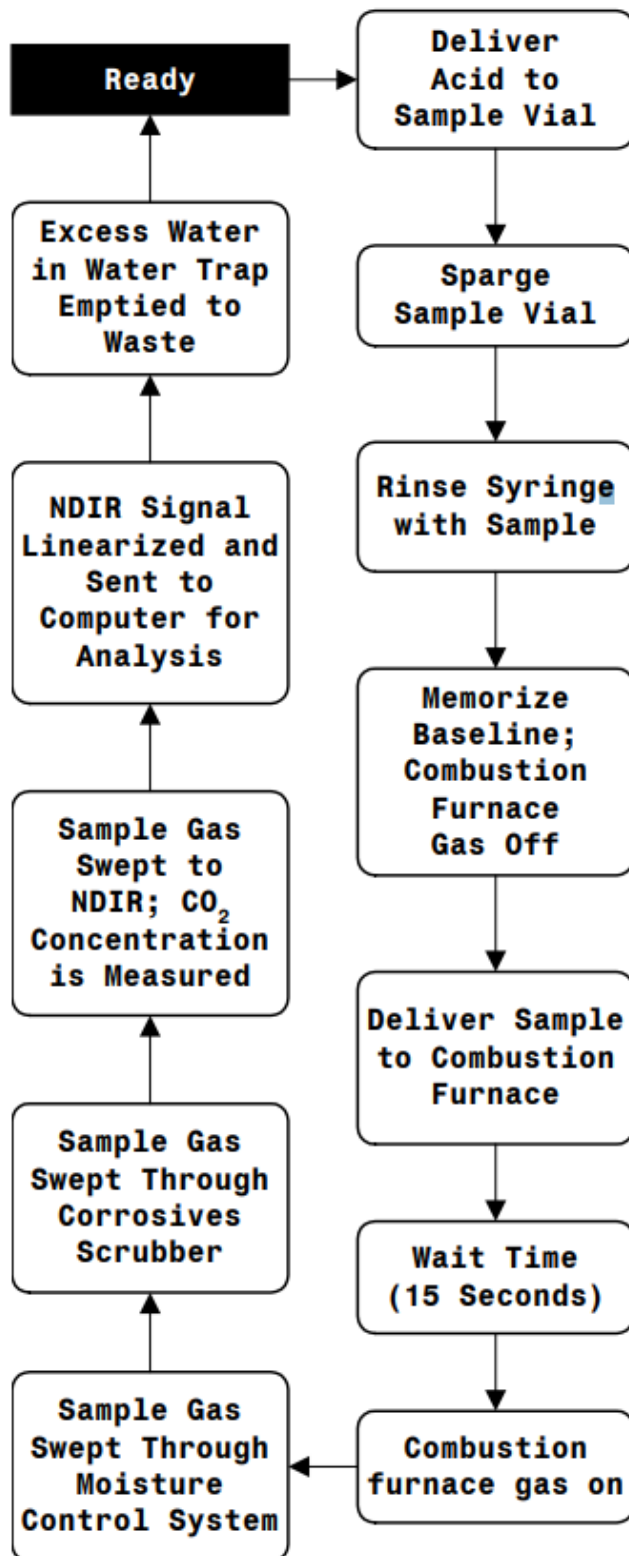 Ready
Deliver
Acid to
Sample Vial
Sparge
Sample Vial
Rinse Syringe
with Sample
Memorize
Baseline;
Combustion
Furnace
Gas Off
Deliver Sample
to Combustion
Furnace
Wait Time
(15 Seconds)
Combustion
furnace gas on
Sample Gas
Swept Through
Moisture
Control System
Sample Gas
Swept Through
Corrosives
Scrubber
Sample Gas
Swept to
NDIR; CO₂
Concentration
is Measured
NDIR Signal
Linearized and
Sent to
Computer for
Analysis
Excess Water
in Water Trap
Emptied to
Waste